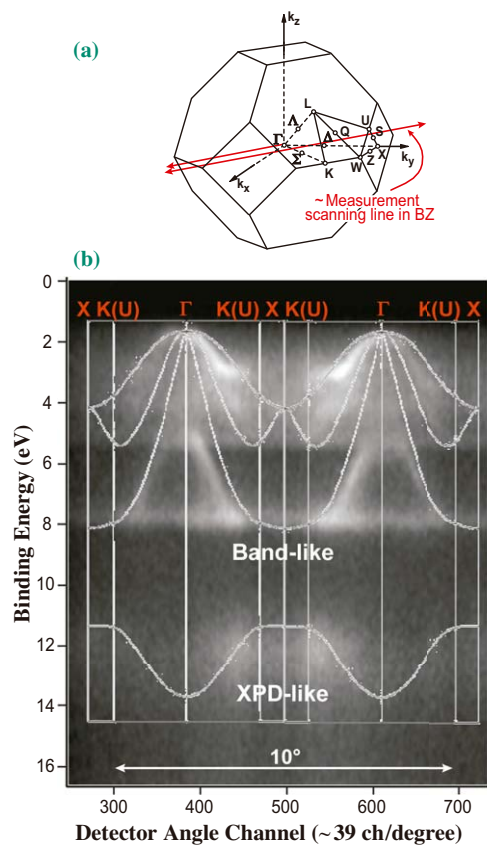 (a)
k_z
L
Λ
Δ
Q
U
S
Γ
X
Σ
W
Z
k_y
K
k_x
~Measurement
scanning line in BZ
(b)
X K(U) Γ K(U) X K(U) Γ K(U) X
0
2
4
6
8
10
12
14
16
Binding Energy (eV)
Band-like
XPD-like
10°
300 400 500 600 700
Detector Angle Channel (~39 ch/degree)